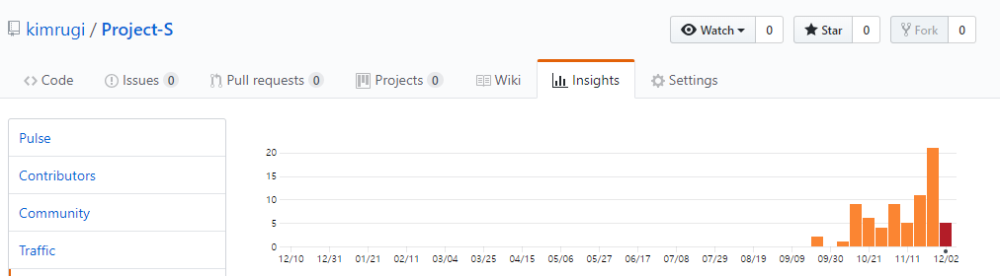 kimrugi / Project-S
Watch 0 Star 0 Fork 0
Code Issues 0 Pull requests 0 Projects 0 Wiki Insights Settings
Pulse
Contributors
Community
Traffic
20
15
10
5
0
12/10 12/31 01/21 02/11 03/04 03/25 04/15 05/06 05/27 06/17 07/08 07/29 08/19 09/09 09/30 10/21 11/11 12/02